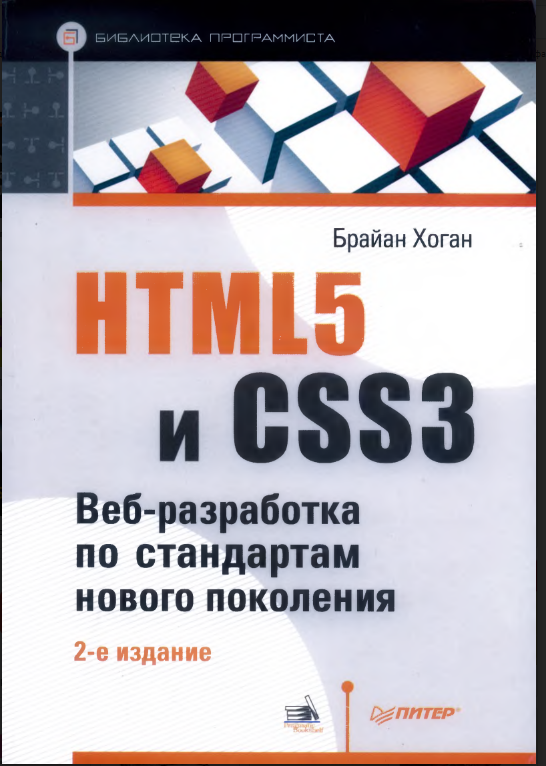 БИБЛИОТЕКА ПРОГРАММИСТА
Брайан Хоган
HTML5
и CSS3
Веб-разработка
по стандартам
нового поколения
2-е издание
ПИТЕР®